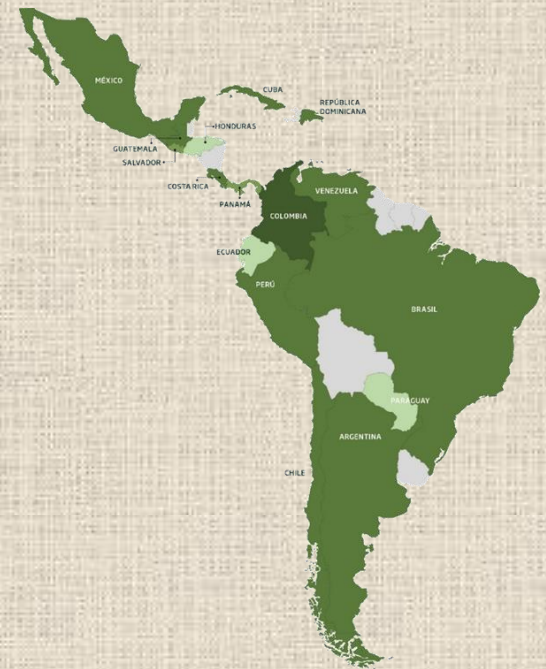 MÉXICO
CUBA
REPÚBLICA
DOMINICANA
HONDURAS
GUATEMALA
SALVADOR
COSTA RICA
PANAMÁ
VENEZUELA
COLOMBIA
ECUADOR
PERÚ
BRASIL
PARAGUAY
ARGENTINA
CHILE